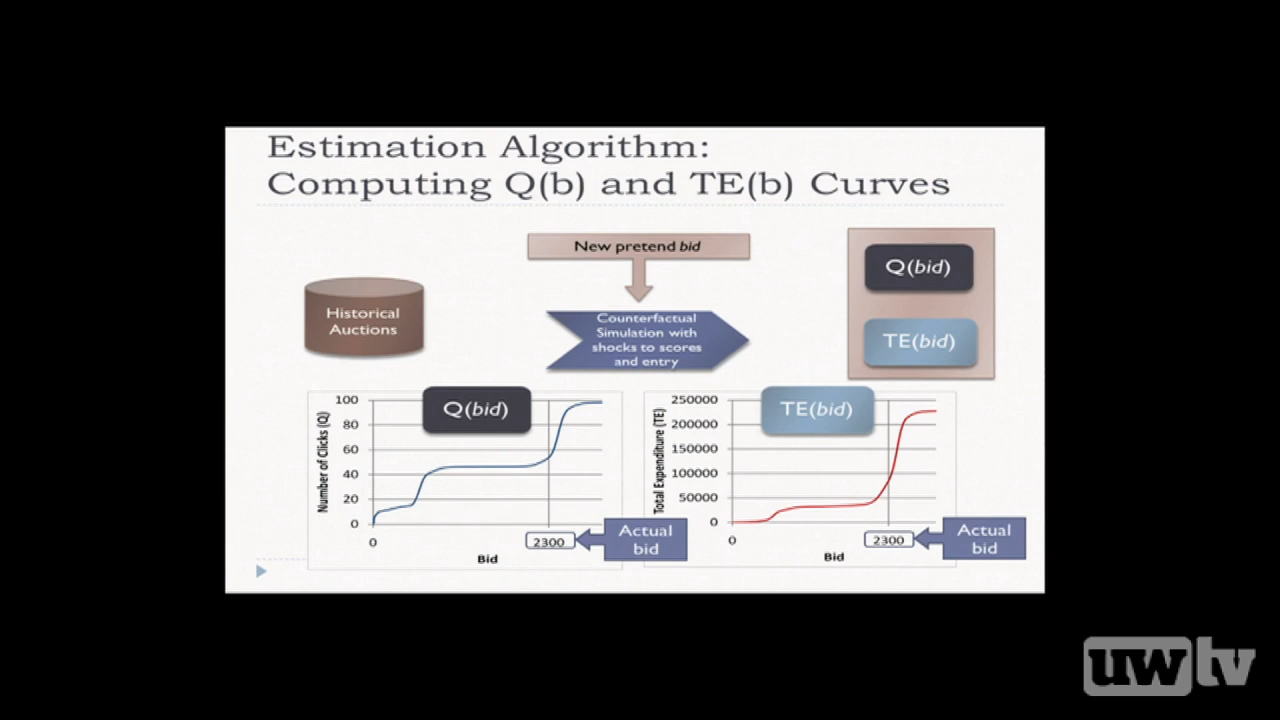 Estimation Algorithm:
Computing Q(b) and TE(b) Curves
New pretend bid
Historical
Auctions
Counterfactual
Simulation with
shocks to scores
and entry
Q(bid)
TE(bid)
Q(bid)
Number of Clicks (Q)
100
80
60
40
20
0
0
2300
Bid
Actual
bid
TE(bid)
Total Expenditure (TE)
250000
200000
150000
100000
50000
0
0
2300
Bid
Actual
bid
uwtv